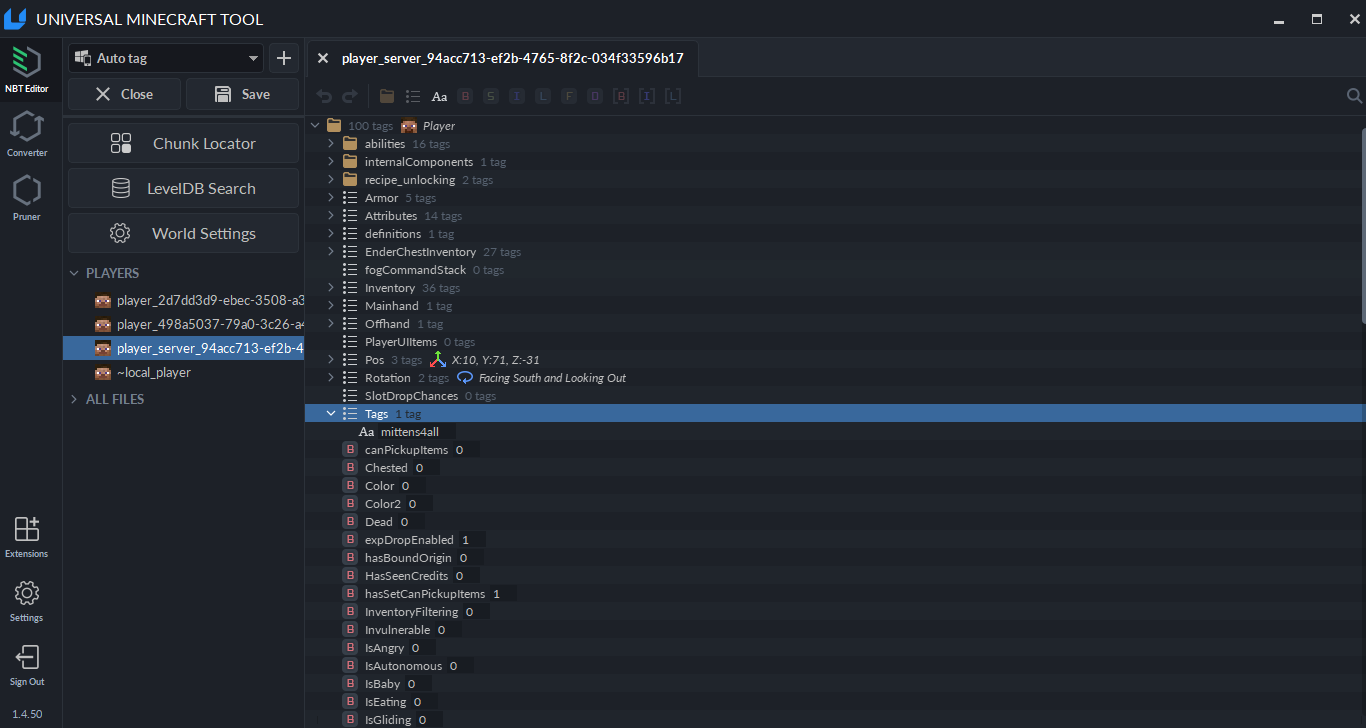 UNIVERSAL MINECRAFT TOOL
NBT Editor
Converter
Pruner
Extensions
Settings
Sign Out
1.4.50
Auto tag
Close
Save
Chunk Locator
LevelDB Search
World Settings
PLAYERS
player_2d7dd3d9-ebec-3508-a3
player_498a5037-79a0-3c26-a4
player_server_94acc713-ef2b-4
~local_player
ALL FILES
player_server_94acc713-ef2b-4765-8f2c-034f33596b17
Aa B S I L F D [B] [I] [L]
100 tags Player
abilities 16 tags
internalComponents 1 tag
recipe_unlocking 2 tags
Armor 5 tags
Attributes 14 tags
definitions 1 tag
EnderChestInventory 27 tags
fogCommandStack 0 tags
Inventory 36 tags
Mainhand 1 tag
Offhand 1 tag
PlayerUIItems 0 tags
Pos 3 tags X:10, Y:71, Z:-31
Rotation 2 tags Facing South and Looking Out
SlotDropChances 0 tags
Tags 1 tag
Aa mittens4all
B canPickupItems 0
B Chested 0
B Color 0
B Color2 0
B Dead 0
B expDropEnabled 1
B hasBoundOrigin 0
B HasSeenCredits 0
B hasSetCanPickupItems 1
B InventoryFiltering 0
B Invulnerable 0
B IsAngry 0
B IsAutonomous 0
B IsBaby 0
B IsEating 0
B IsGliding 0